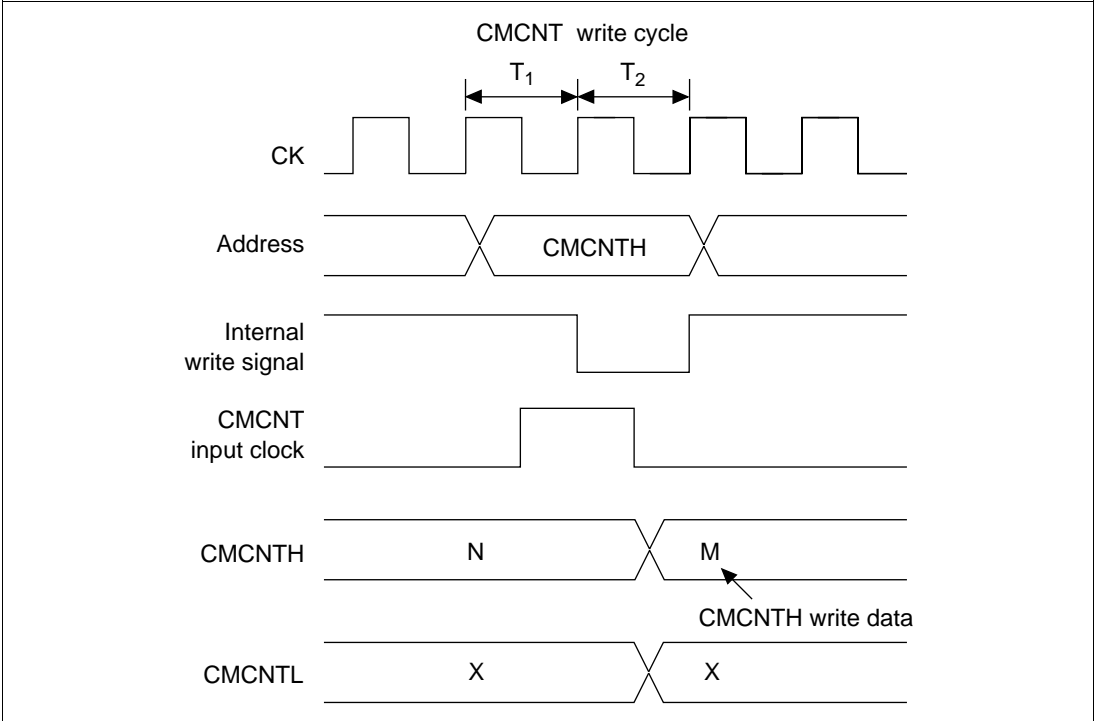 CMCNT write cycle
T1 T2
CK
Address CMCNTH
Internal
write signal
CMCNT
input clock
CMCNTH N M
CMCNTH write data
CMCNTL X X